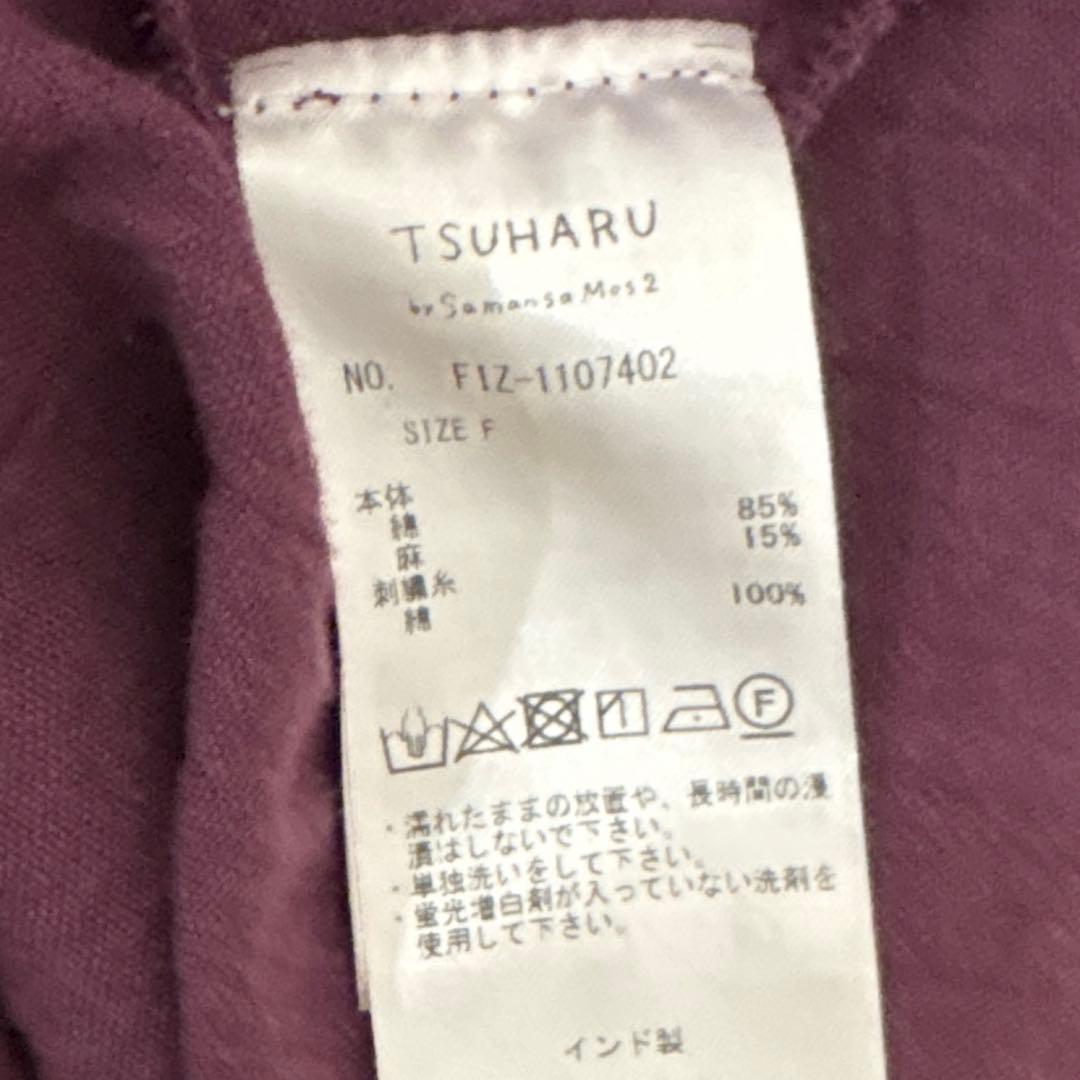 TSUHARU
by Samansa Mos2
NO. FIZ-1107402
SIZE F
本体
綿 85%
麻 15%
刺繍糸
綿 100%
F
・濡れたままの放置や、長時間の浸
漬はしないで下さい。
・単独洗いをして下さい。
・蛍光増白剤が入っていない洗剤を
使用して下さい。
インド製